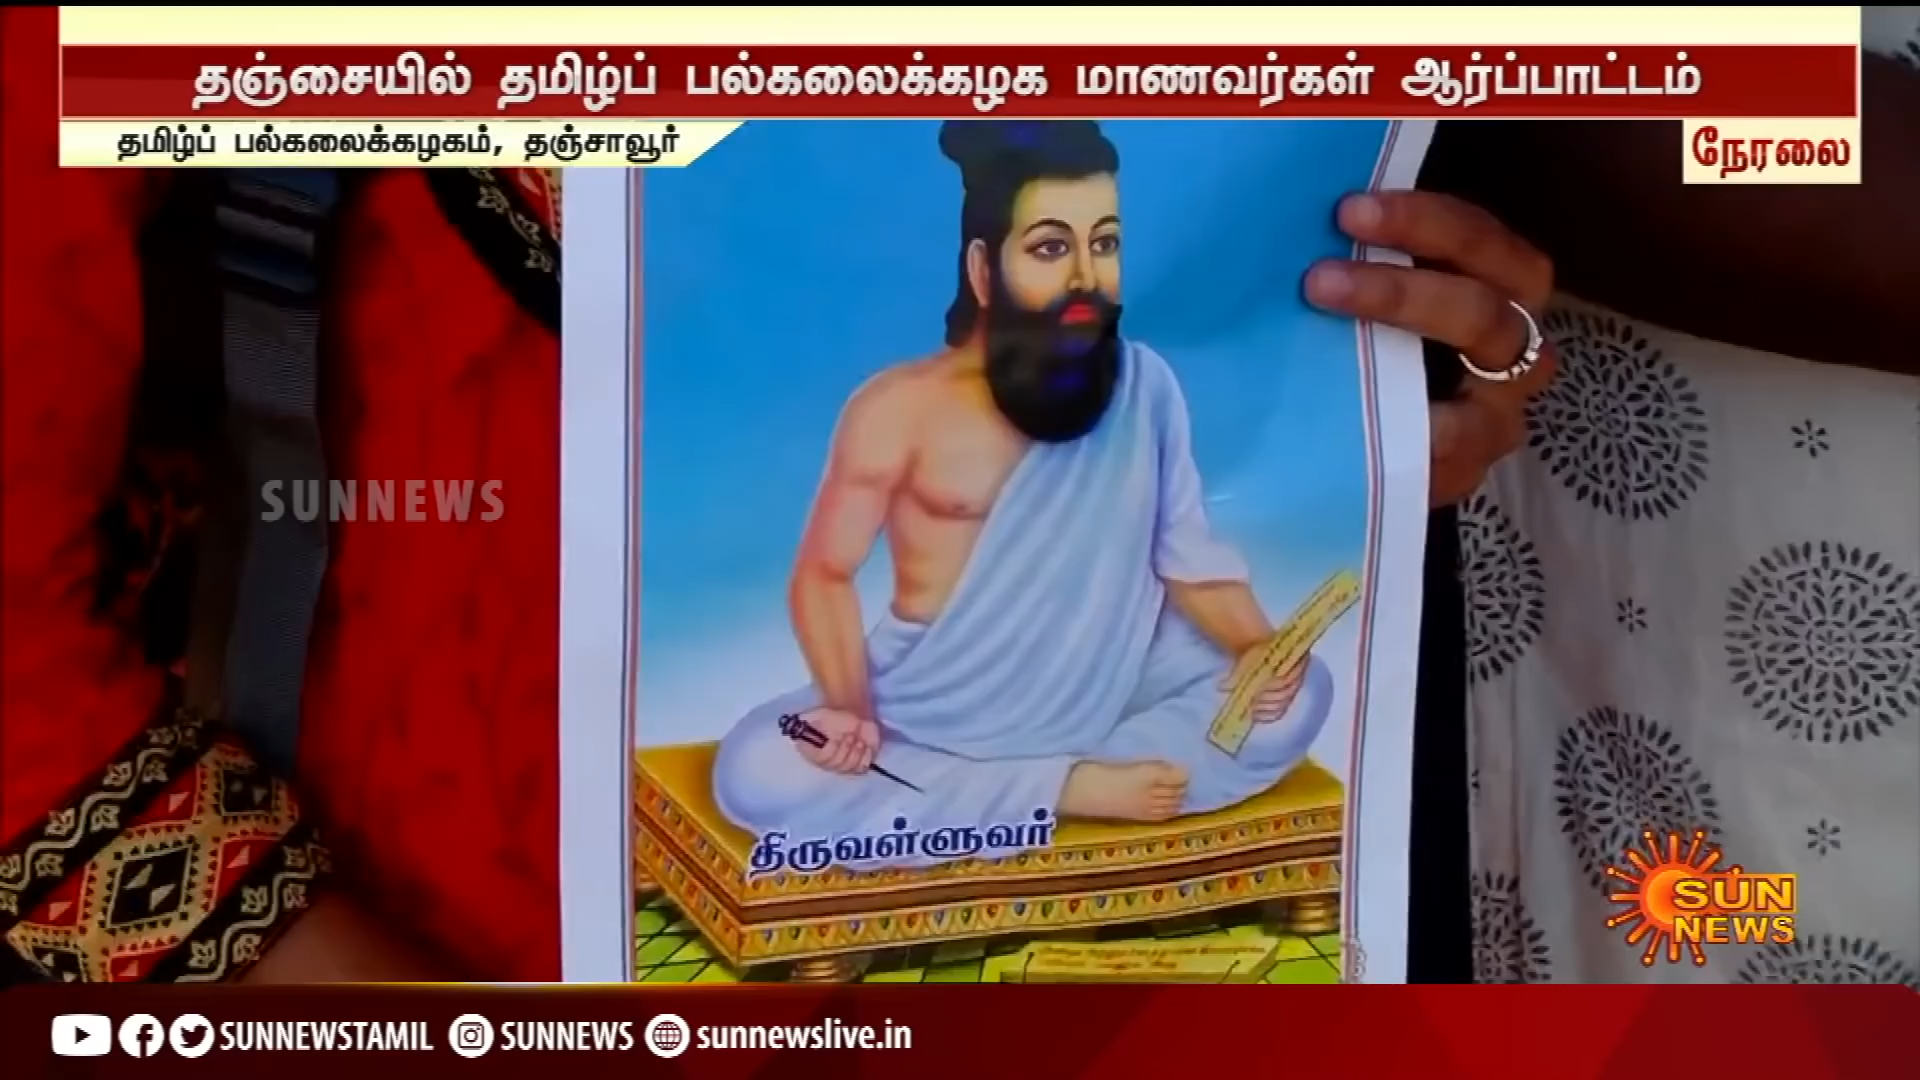 தஞ்சையில் தமிழ்ப் பல்கலைக்கழக மாணவர்கள் ஆர்ப்பாட்டம்
தமிழ்ப் பல்கலைக்கழகம், தஞ்சாவூர்
நேரலை
SUNNEWS
திருவள்ளுவர்
SUN
NEWS
SUNNEWSTAMIL SUNNEWS sunnewslive.in